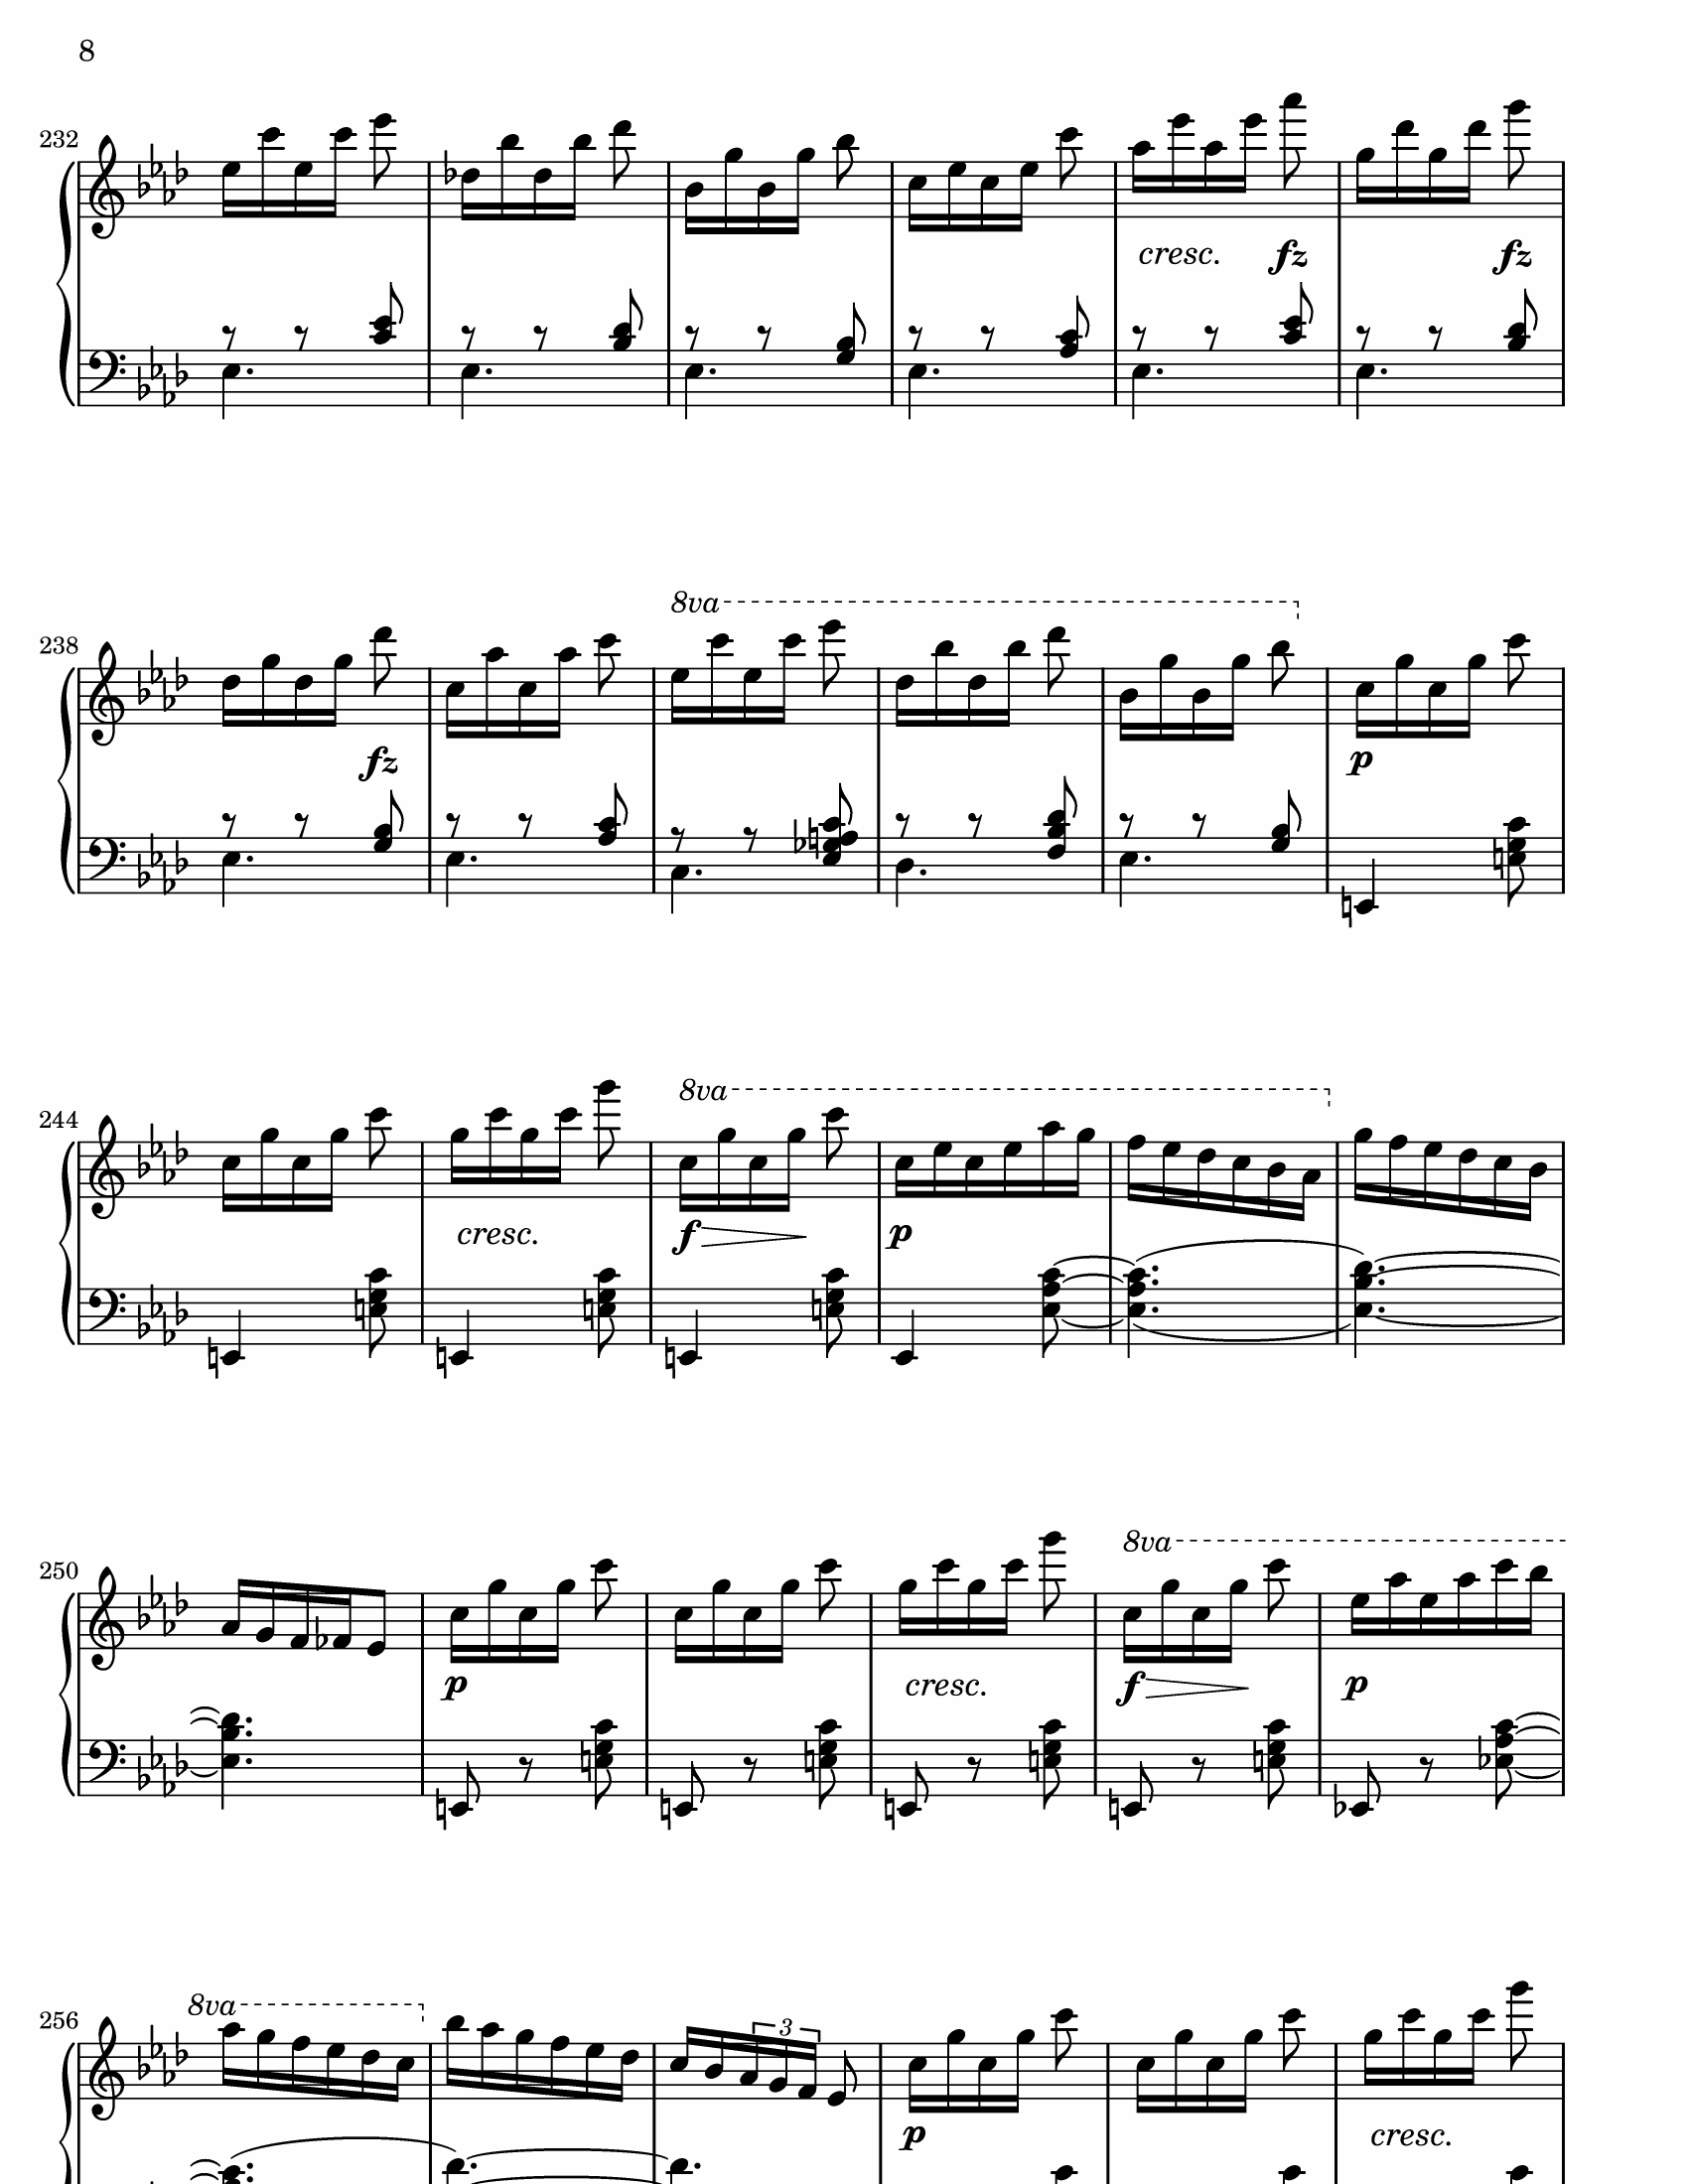 8
232
cresc. fz fz
8va
238
fz p
8va
244
cresc. f p
8va
250
p cresc. f p
8va
256
3
p cresc.